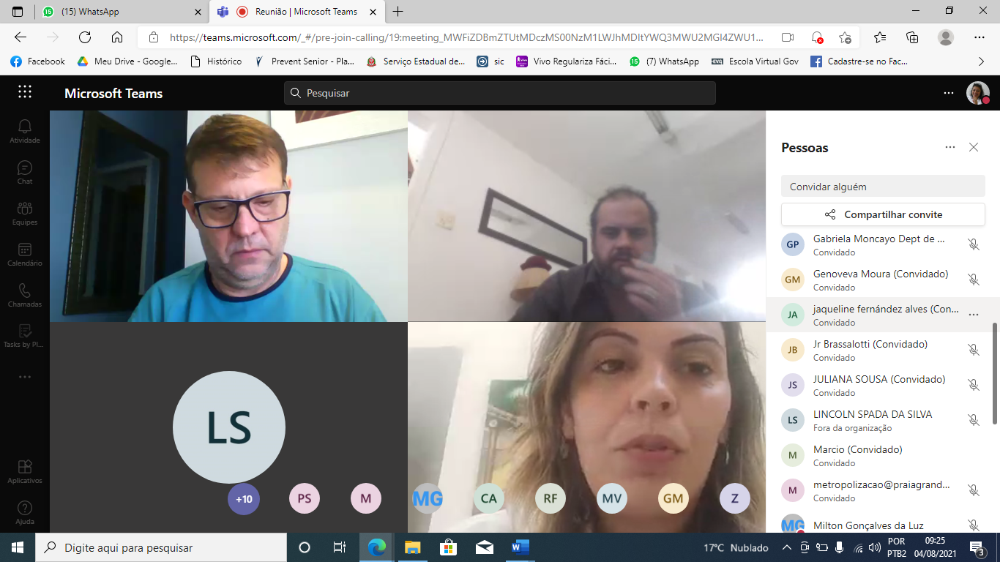 (15) WhatsApp
Reunião | Microsoft Teams
https://teams.microsoft.com/_#/pre-join-calling/19:meeting_MWFiZDBmZTUtMDczMS00NzM1LWJhMDItYWQ3MWU2MGI4ZWU1...
Facebook
Meu Drive - Google...
Histórico
Prevent Senior - Pla...
Serviço Estadual de...
sic
Vivo Regulariza Fáci...
(7) WhatsApp
EVG
Escola Virtual Gov
Cadastre-se no Fac...
Microsoft Teams
Pesquisar
Atividade
Chat
Equipes
Calendário
Chamadas
Tasks by Pl...
Aplicativos
Ajuda
LS
+10
PS
M
MG
CA
RF
MV
GM
Z
Pessoas
Convidar alguém
Compartilhar convite
GP
Gabriela Moncayo Dept de ...
Convidado
GM
Genoveva Moura (Convidado)
Convidado
JA
jaqueline fernández alves (Con...
Convidado
JB
Jr Brassalotti (Convidado)
Convidado
JS
JULIANA SOUSA (Convidado)
Convidado
LS
LINCOLN SPADA DA SILVA
Fora da organização
M
Marcio (Convidado)
Convidado
M
metropolizacao@praiagrand...
Convidado
MG
Milton Gonçalves da Luz
Digite aqui para pesquisar
17°C Nublado
POR
PTB2
09:25
04/08/2021
3